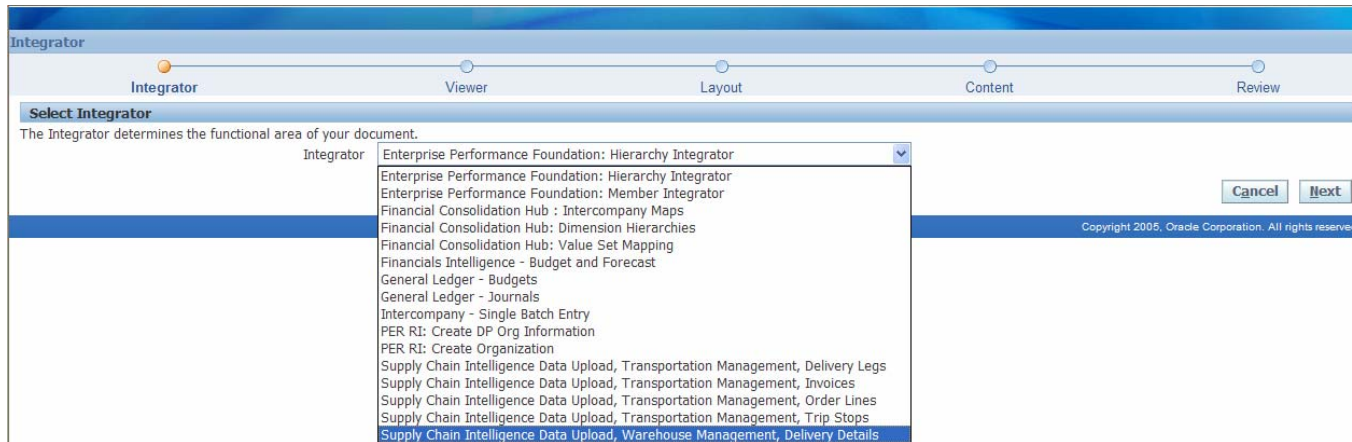 Integrator
Integrator Viewer Layout Content Review
Select Integrator
The Integrator determines the functional area of your document.
Integrator Enterprise Performance Foundation: Hierarchy Integrator
Enterprise Performance Foundation: Hierarchy Integrator
Enterprise Performance Foundation: Member Integrator
Cancel Next
Financial Consolidation Hub : Intercompany Maps
Financial Consolidation Hub: Dimension Hierarchies
Copyright 2005, Oracle Corporation. All rights reserve
Financial Consolidation Hub: Value Set Mapping
Financials Intelligence - Budget and Forecast
General Ledger - Budgets
General Ledger - Journals
Intercompany - Single Batch Entry
PER RI: Create DP Org Information
PER RI: Create Organization
Supply Chain Intelligence Data Upload, Transportation Management, Delivery Legs
Supply Chain Intelligence Data Upload, Transportation Management, Invoices
Supply Chain Intelligence Data Upload, Transportation Management, Order Lines
Supply Chain Intelligence Data Upload, Transportation Management, Trip Stops
Supply Chain Intelligence Data Upload, Warehouse Management, Delivery Details